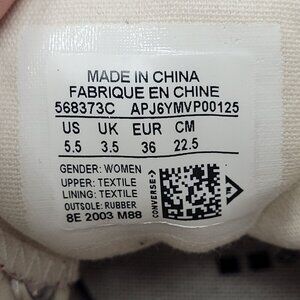 MADE IN CHINA
FABRIQUE EN CHINE
568373C APJ6YMVP00125
US UK EUR CM
5.5 3.5 36 22.5
GENDER: WOMEN
UPPER: TEXTILE
LINING: TEXTILE
OUTSOLE: RUBBER
8E 2003 M88
CONVERSE